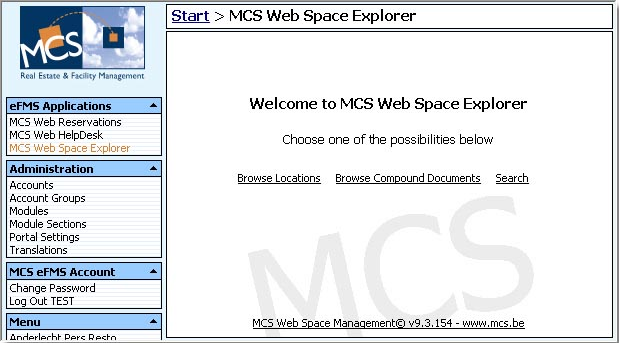 MCS
Real Estate & Facility Management
eFMS Applications
MCS Web Reservations
MCS Web HelpDesk
MCS Web Space Explorer
Administration
Accounts
Account Groups
Modules
Module Sections
Portal Settings
Translations
MCS eFMS Account
Change Password
Log Out TEST
Menu
Anderlecht Pers Resto
Start > MCS Web Space Explorer
Welcome to MCS Web Space Explorer
Choose one of the possibilities below
Browse Locations Browse Compound Documents Search
MCS
MCS Web Space Management© v9.3.154 - www.mcs.be